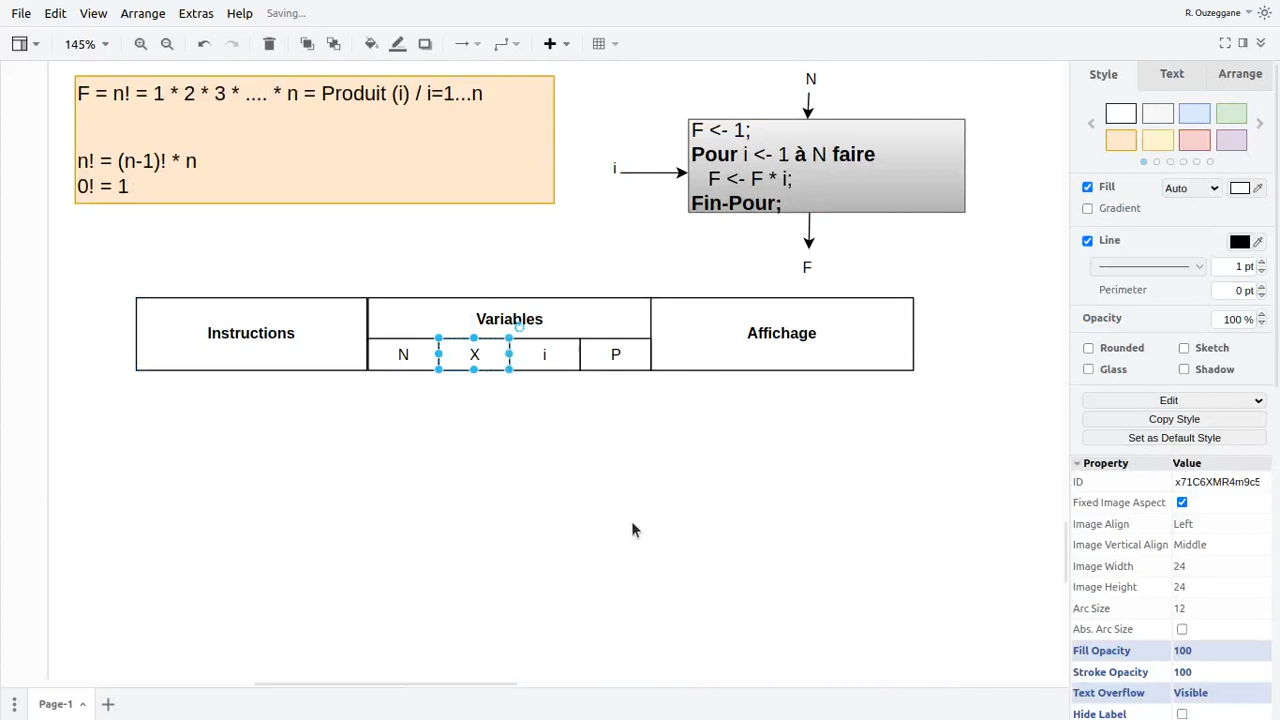 File Edit View Arrange Extras Help Saving...
R. Ouzeggane
145%
F = n! = 1 * 2 * 3 * .... * n = Produit (i) / i=1...n
n! = (n-1)! * n
0! = 1
N
i
F <- 1;
Pour i <- 1 à N faire
F <- F * i;
Fin-Pour;
F
Instructions
Variables
Affichage
N X i P
Style Text Arrange
Fill Auto
Gradient
Line
1 pt
Perimeter 0 pt
Opacity 100 %
Rounded Sketch
Glass Shadow
Edit
Copy Style
Set as Default Style
Property Value
ID x71C6XMR4m9c5
Fixed Image Aspect
Image Align Left
Image Vertical Align Middle
Image Width 24
Image Height 24
Arc Size 12
Abs. Arc Size
Fill Opacity 100
Stroke Opacity 100
Text Overflow Visible
Hide Label
Page-1